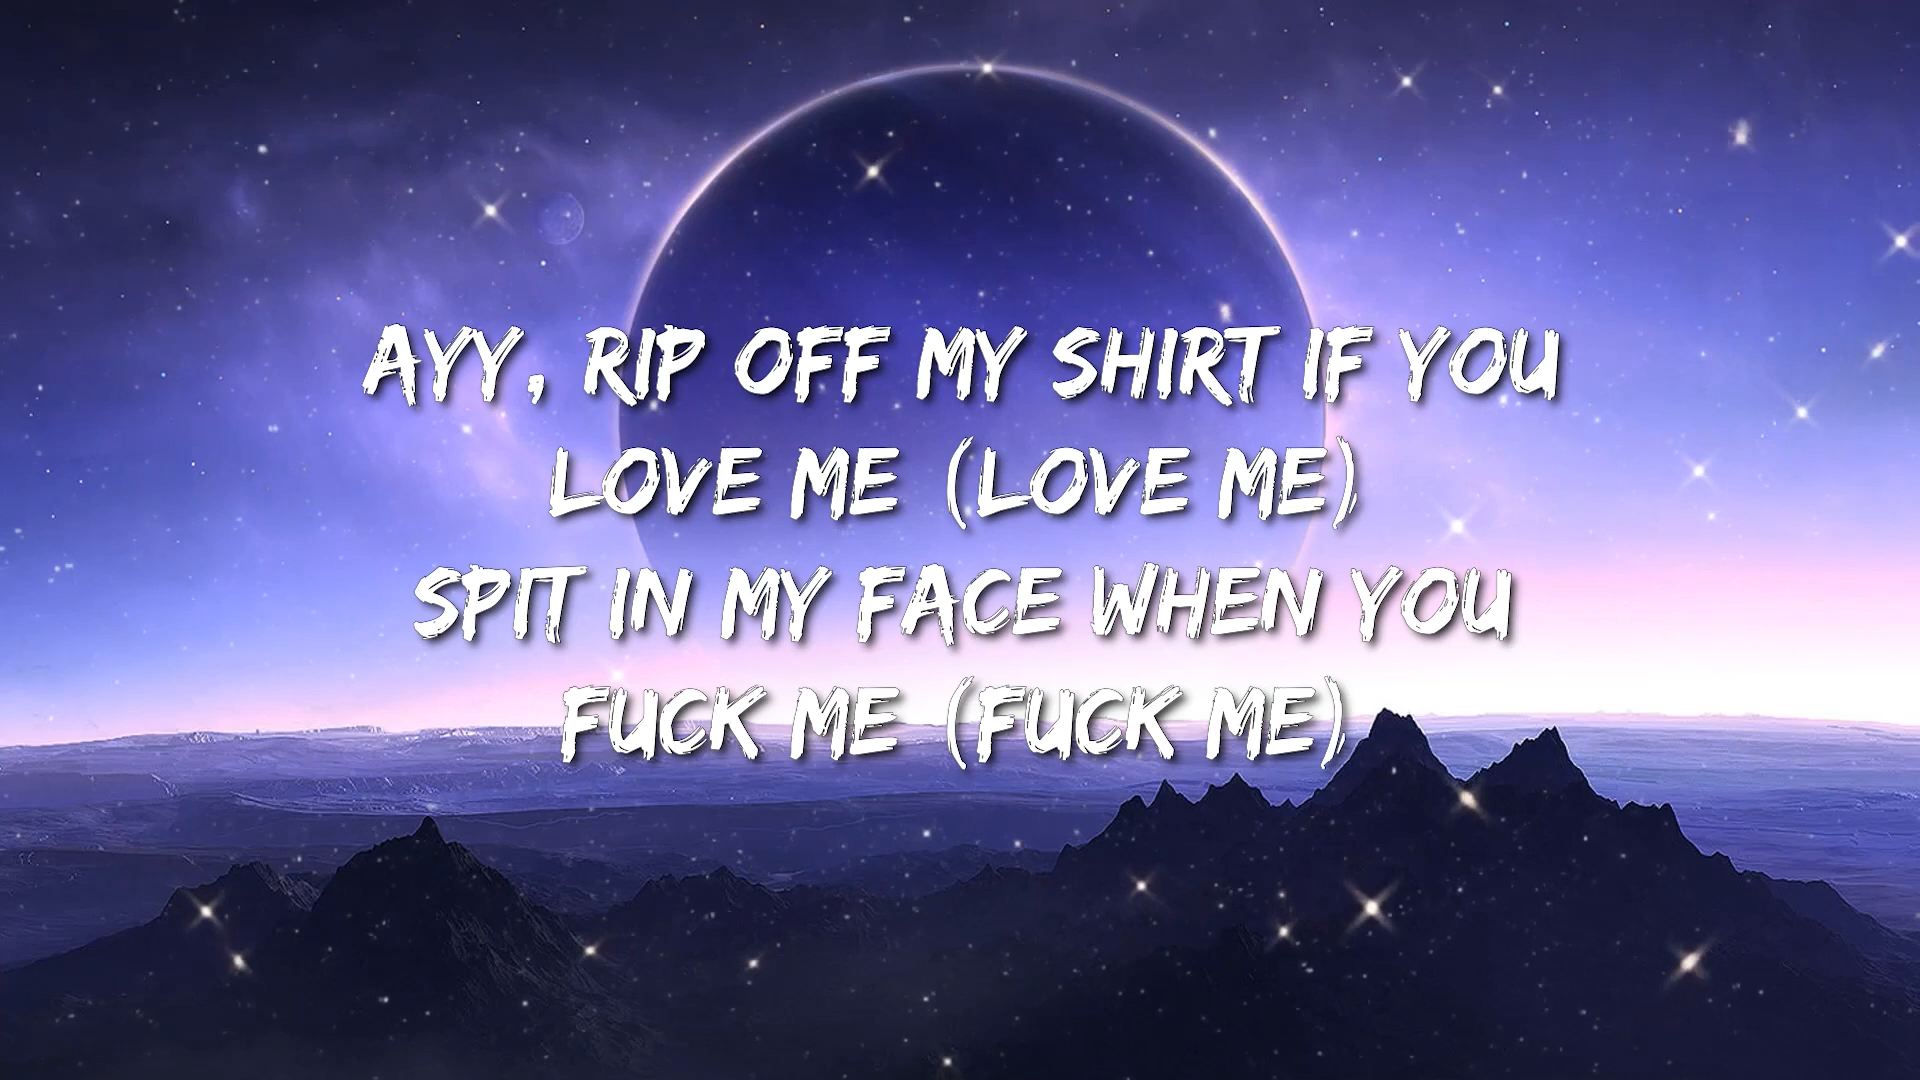 AYY, RIP OFF MY SHIRT IF YOU
LOVE ME (LOVE ME)
SPIT IN MY FACE WHEN YOU
FUCK ME (FUCK ME)